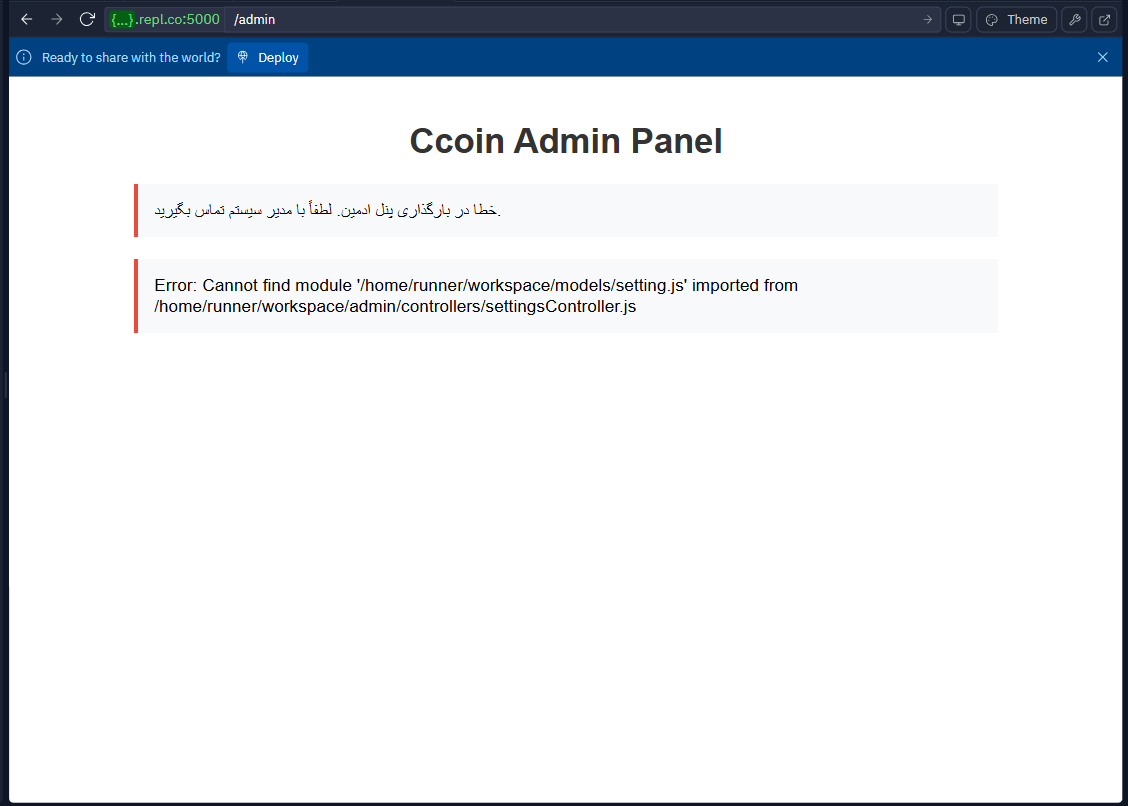 {...}.repl.co:5000 /admin
Theme
Ready to share with the world? Deploy
Ccoin Admin Panel
خطا در بارگذاری پنل ادمین. لطفاً با مدیر سیستم تماس بگیرید.
Error: Cannot find module '/home/runner/workspace/models/setting.js' imported from
/home/runner/workspace/admin/controllers/settingsController.js